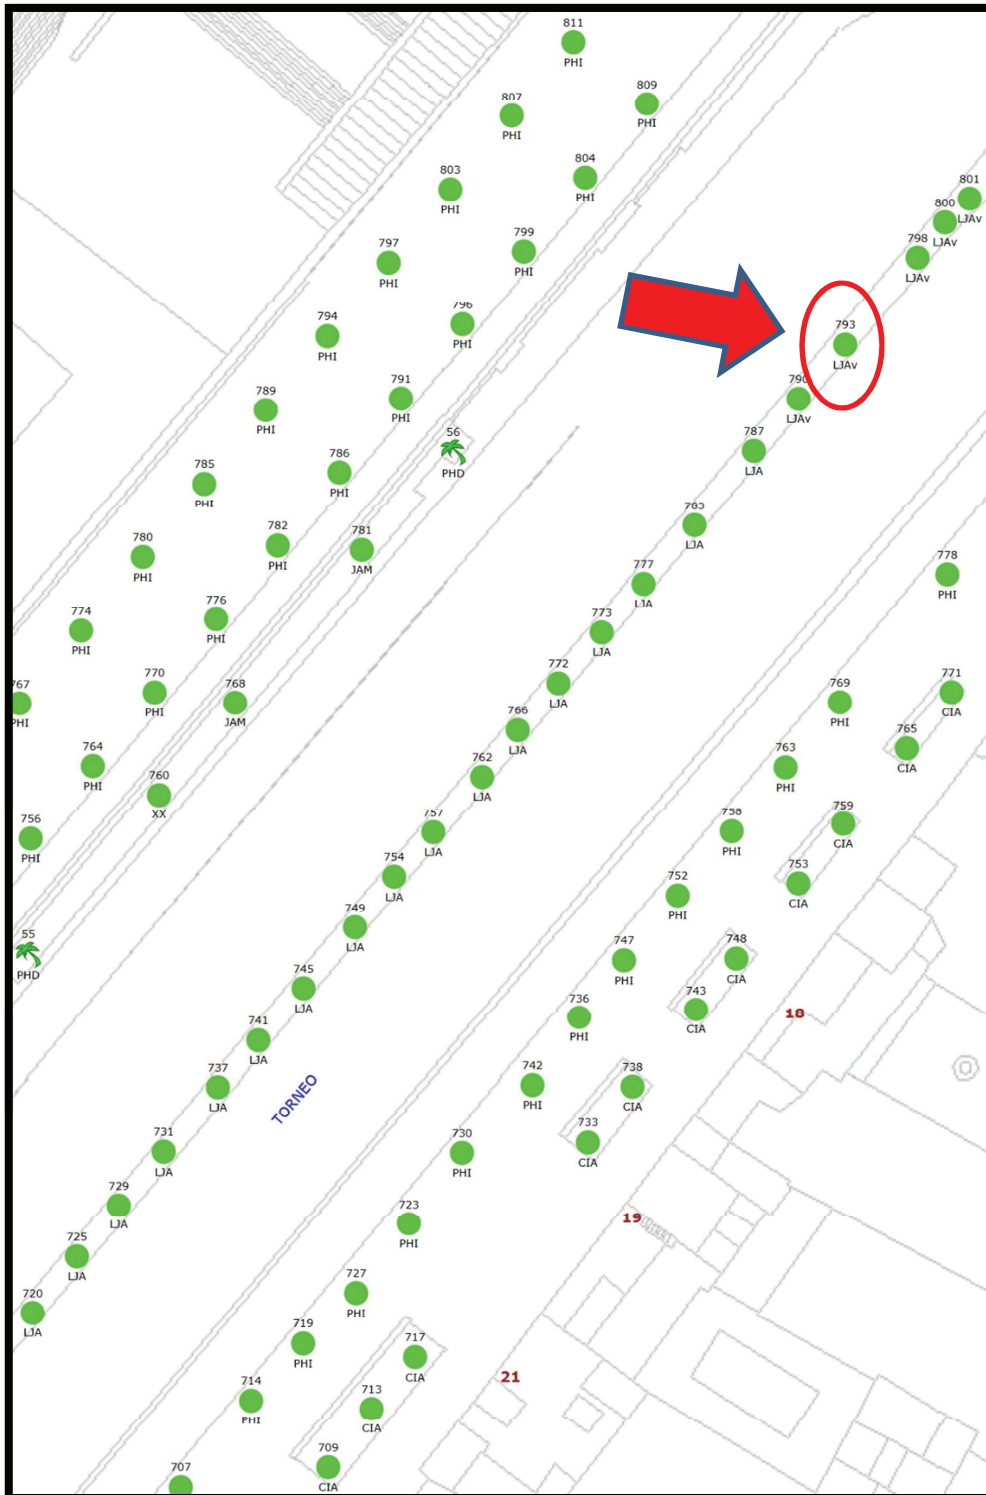 811
PHI
807
PHI
809
PHI
803
PHI
804
PHI
801
LJAv
800
LJAv
799
PHI
798
LJAv
797
PHI
796
PHI
794
PHI
793
LJAv
791
PHI
790
LJAv
789
PHI
56
PHD
787
LJA
786
PHI
785
PHI
LJA
782
PHI
781
JAM
780
PHI
778
PHI
777
LJA
776
PHI
774
PHI
773
LJA
772
LJA
771
CIA
770
PHI
769
PHI
768
JAM
767
PHI
766
LJA
765
CIA
764
PHI
763
PHI
762
LJA
760
XX
759
CIA
758
PHI
757
LJA
756
PHI
754
LJA
753
CIA
752
PHI
749
LJA
55
PHD
748
CIA
747
PHI
745
LJA
743
CIA
736
PHI
18
741
LJA
742
PHI
738
CIA
737
LJA
TORNEO
733
CIA
731
LJA
730
PHI
729
LJA
723
PHI
19
725
LJA
727
PHI
720
LJA
719
PHI
717
CIA
21
714
PHI
713
CIA
709
CIA
707